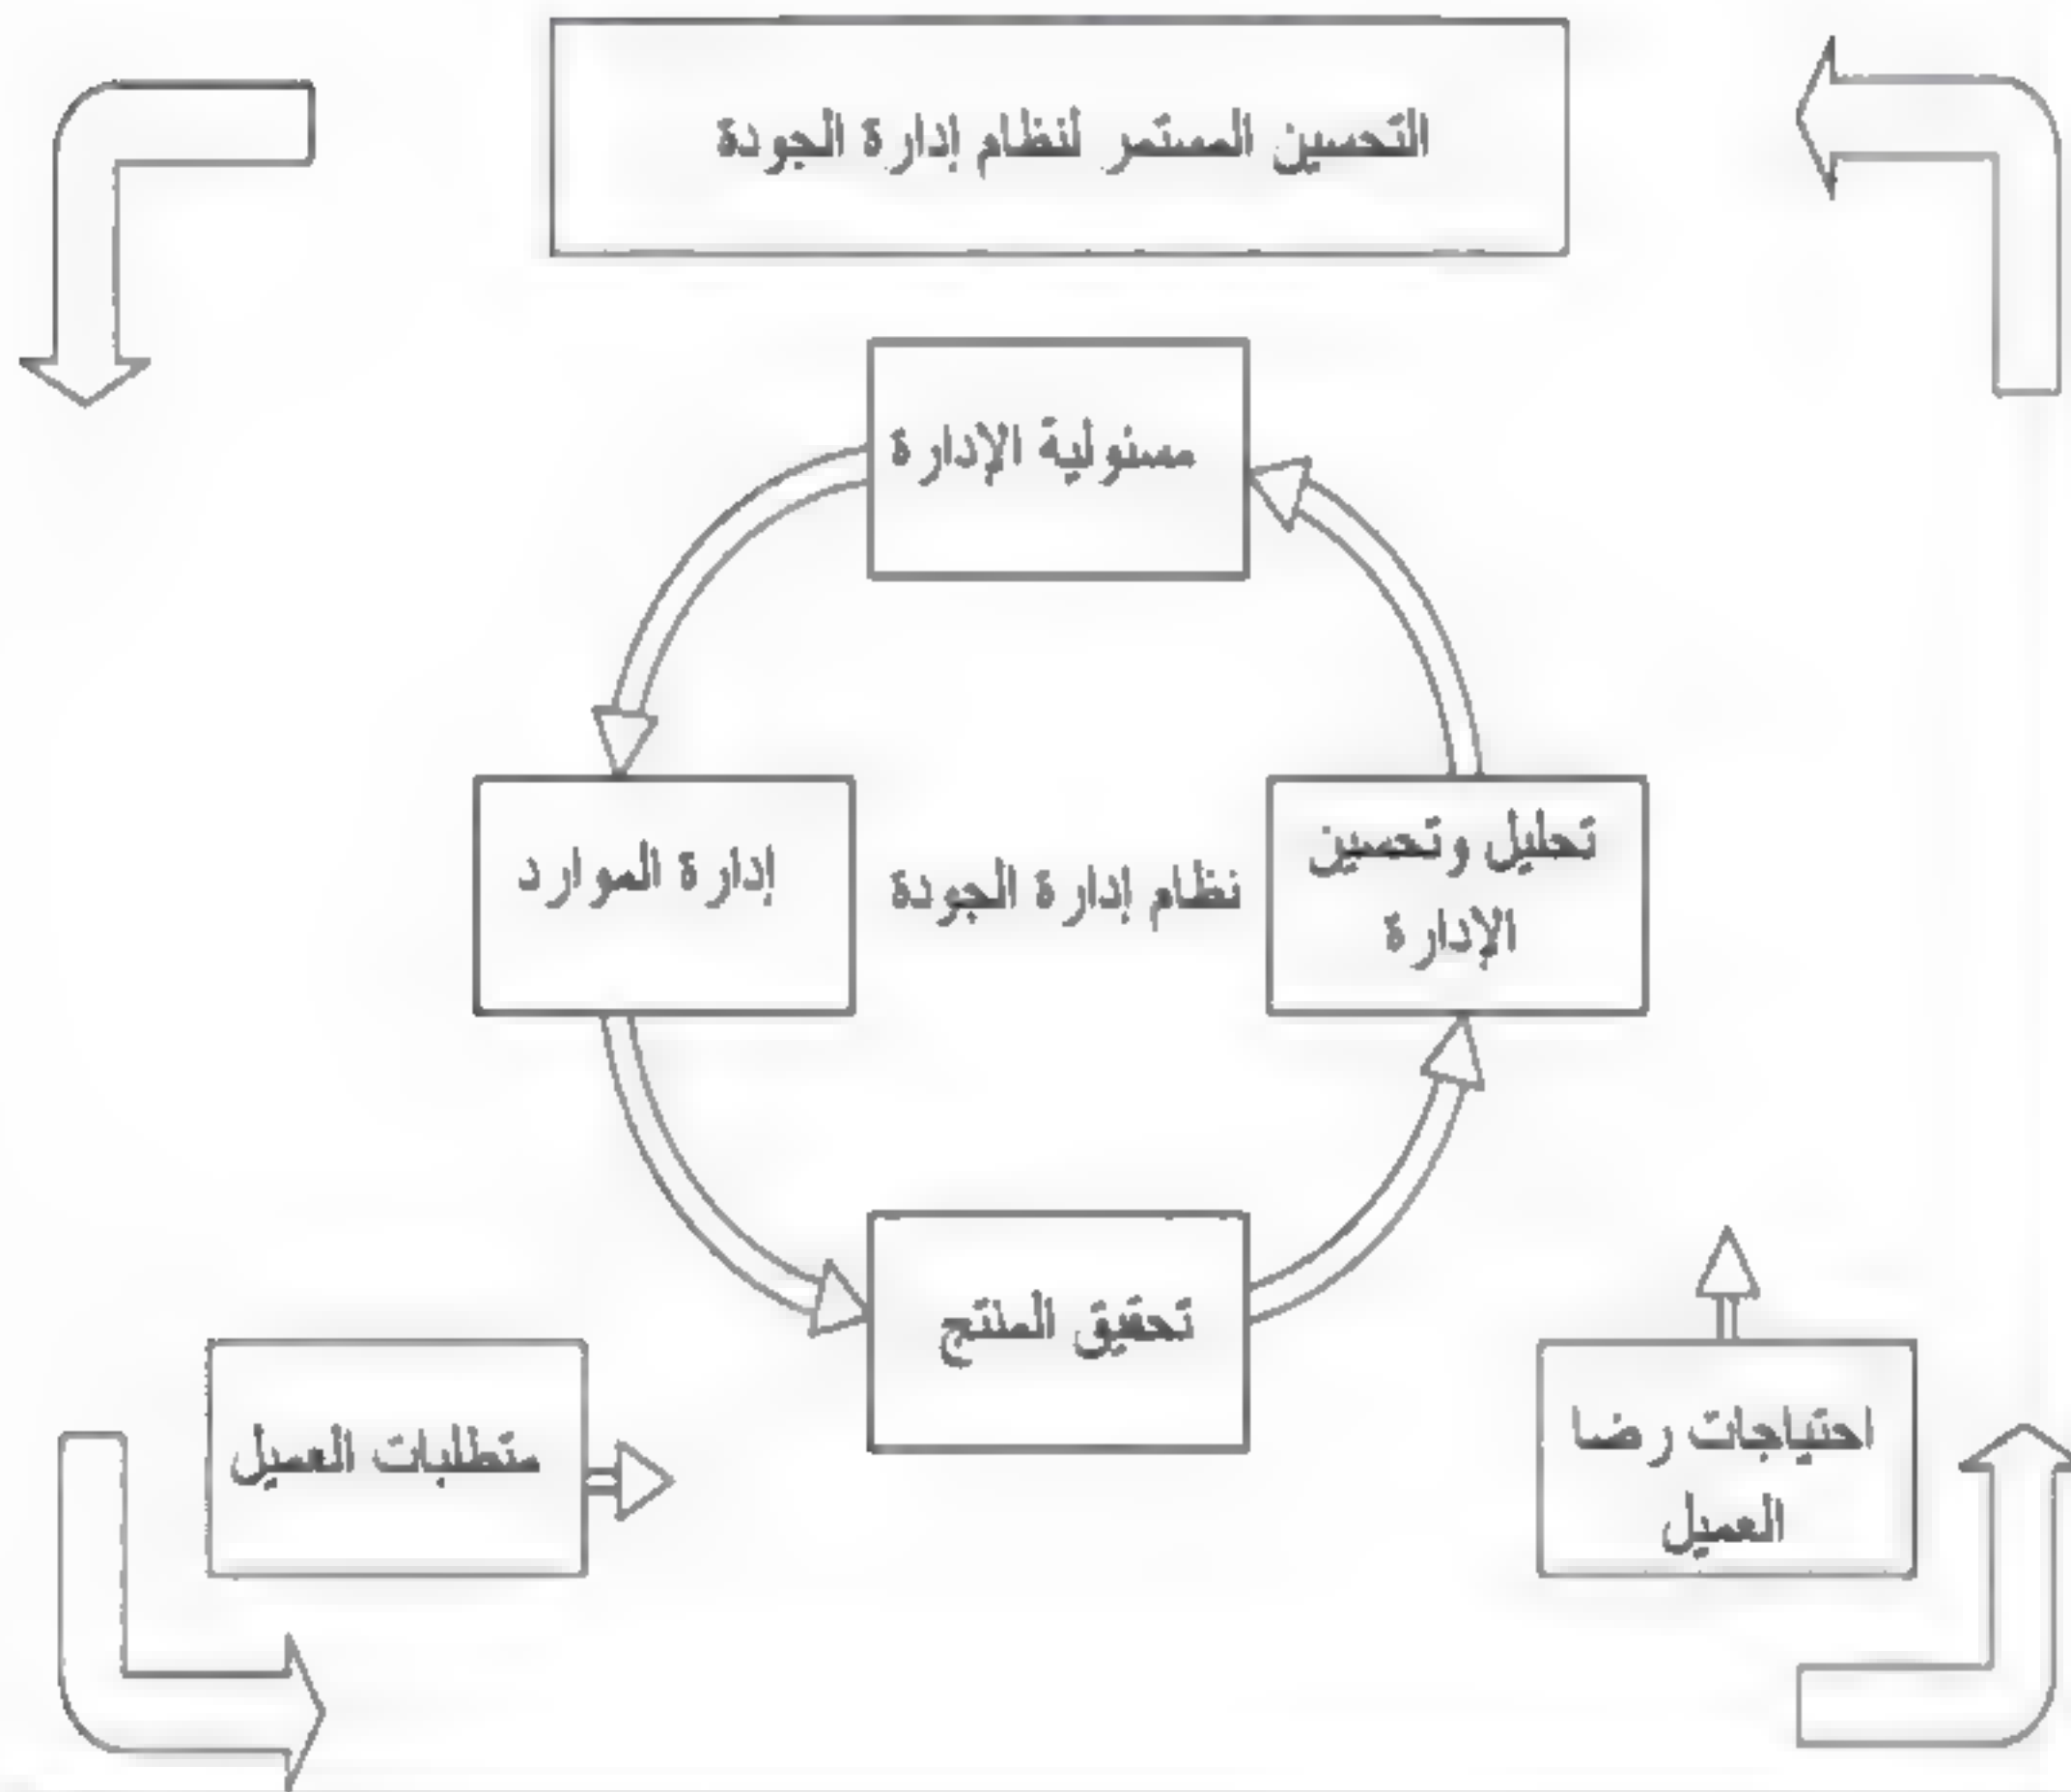 التحسين المستمر لنظام إدارة الجودة
مسئولية الإدارة
تحليل وتحسين
الإدارة
نظام إدارة الجودة
إدارة الموارد
تحقيق المنتج
احتياجات رضا
العميل
متطلبات العميل